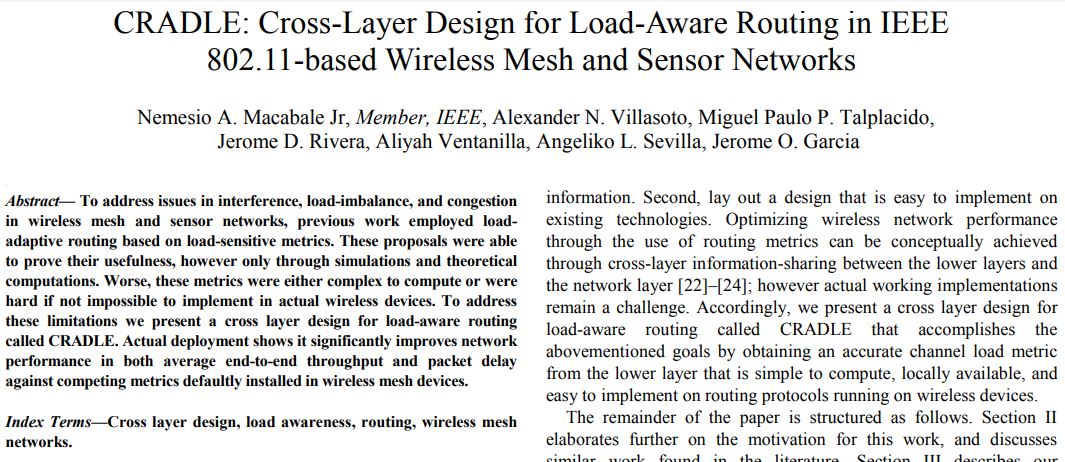 CRADLE: Cross-Layer Design for Load-Aware Routing in IEEE
802.11-based Wireless Mesh and Sensor Networks
Nemesio A. Macabale Jr, Member, IEEE, Alexander N. Villasoto, Miguel Paulo P. Talplacido,
Jerome D. Rivera, Aliyah Ventanilla, Angeliko L. Sevilla, Jerome O. Garcia
Abstract— To address issues in interference, load-imbalance, and congestion
in wireless mesh and sensor networks, previous work employed load-
adaptive routing based on load-sensitive metrics. These proposals were able
to prove their usefulness, however only through simulations and theoretical
computations. Worse, these metrics were either complex to compute or were
hard if not impossible to implement in actual wireless devices. To address
these limitations we present a cross layer design for load-aware routing
called CRADLE. Actual deployment shows it significantly improves network
performance in both average end-to-end throughput and packet delay
against competing metrics defaultly installed in wireless mesh devices.
Index Terms—Cross layer design, load awareness, routing, wireless mesh
networks.
information. Second, lay out a design that is easy to implement on
existing technologies. Optimizing wireless network performance
through the use of routing metrics can be conceptually achieved
through cross-layer information-sharing between the lower layers and
the network layer [22]–[24]; however actual working implementations
remain a challenge. Accordingly, we present a cross layer design for
load-aware routing called CRADLE that accomplishes the
abovementioned goals by obtaining an accurate channel load metric
from the lower layer that is simple to compute, locally available, and
easy to implement on routing protocols running on wireless devices.
The remainder of the paper is structured as follows. Section II
elaborates further on the motivation for this work, and discusses
similar work found in the literature. Section III describes our